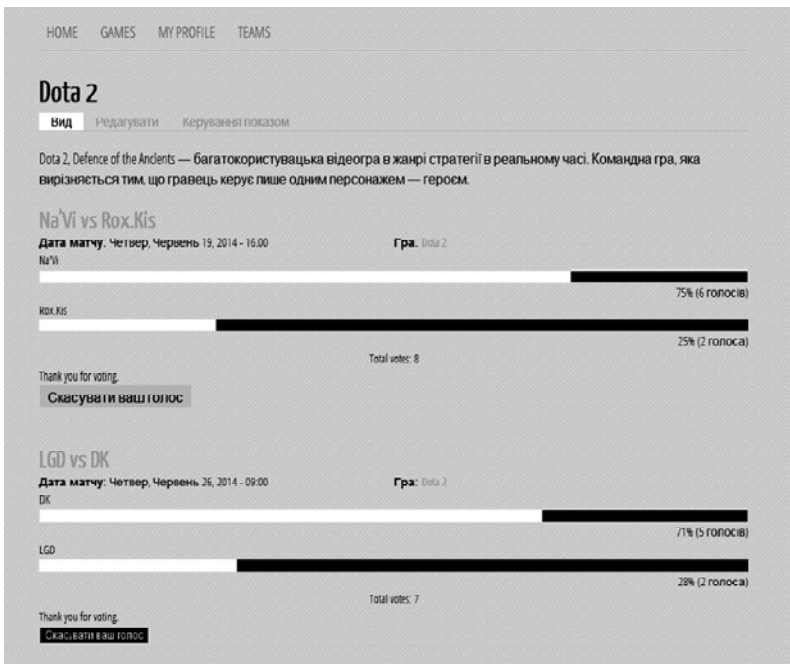 HOME GAMES MY PROFILE TEAMS
Dota 2
Вид Редагувати Керування показом
Dota 2, Defence of the Ancients — багатокористувацька відеогра в жанрі стратегії в реальному часі. Командна гра, яка
вирізняється тим, що гравець керує лише одним персонажем — героєм.
Na'Vi vs Rox.Kis
Дата матчу: Четвер, Червень 19, 2014 - 16:00 Гра: Dota 2
Na'Vi
75% (6 голосів)
Rox.Kis
25% (2 голоса)
Total votes: 8
Thank you for voting.
Скасувати ваш голос
LGD vs DK
Дата матчу: Четвер, Червень 26, 2014 - 09:00 Гра: Dota 2
DK
71% (5 голосів)
LGD
28% (2 голоса)
Total votes: 7
Thank you for voting.
Скасувати ваш голос